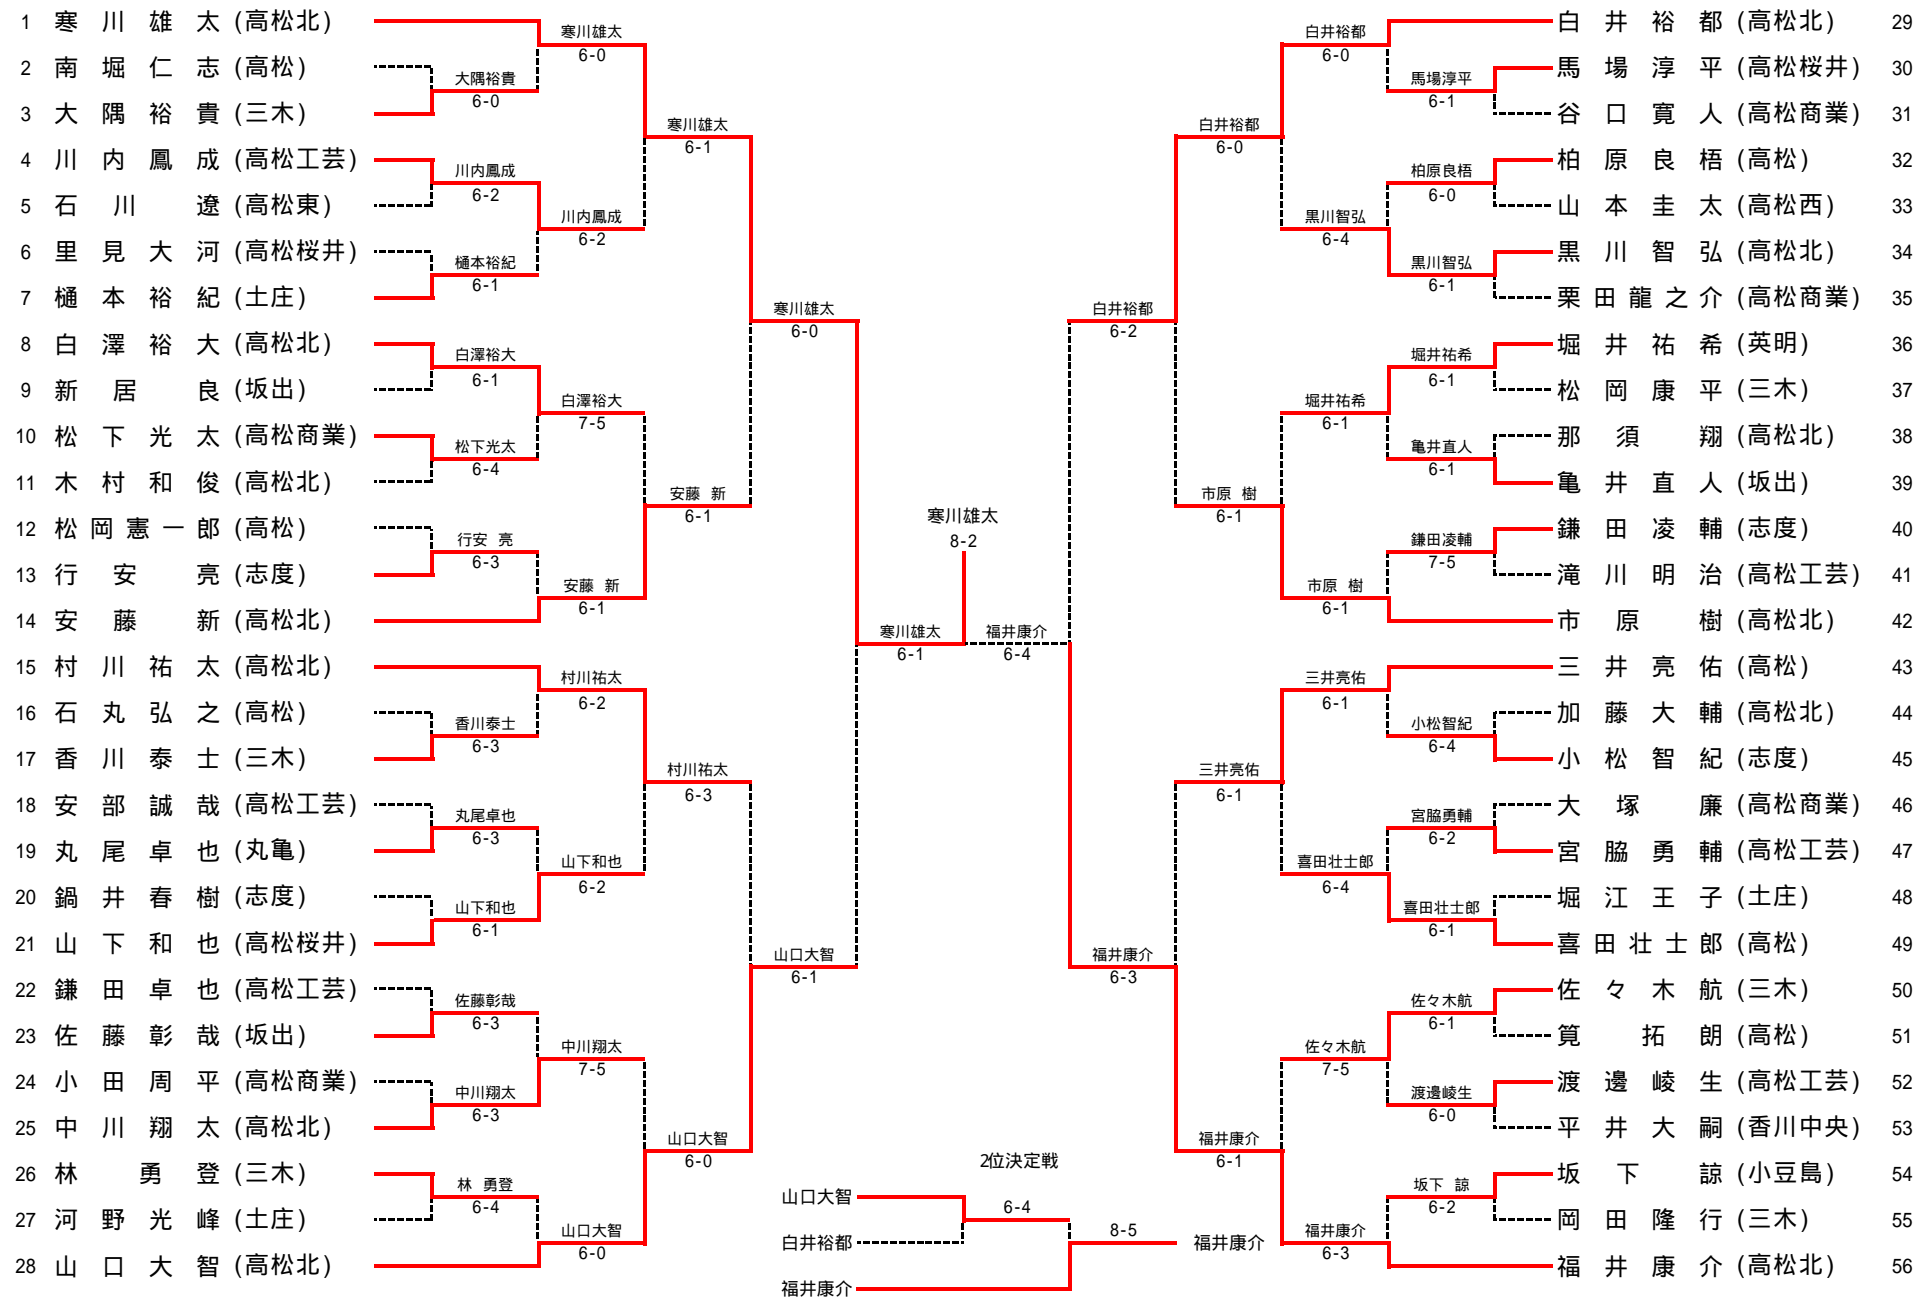 1 寒川雄太 (高松北)
2 南堀仁志 (高松)
3 大隅裕貴 (三木)
4 川内鳳成 (高松工芸)
5 石川遼 (高松東)
6 里見大河 (高松桜井)
7 樋本裕紀 (土庄)
8 白澤裕大 (高松北)
9 新居良 (坂出)
10 松下光太 (高松商業)
11 木村和俊 (高松北)
12 松岡憲一郎 (高松)
13 行安亮 (志度)
14 安藤新 (高松北)
15 村川祐太 (高松北)
16 石丸弘之 (高松)
17 香川泰士 (三木)
18 安部誠哉 (高松工芸)
19 丸尾卓也 (丸亀)
20 鍋井春樹 (志度)
21 山下和也 (高松桜井)
22 鎌田卓也 (高松工芸)
23 佐藤彰哉 (坂出)
24 小田周平 (高松商業)
25 中川翔太 (高松北)
26 林勇登 (三木)
27 河野光峰 (土庄)
28 山口大智 (高松北)
大隅裕貴
6-0
川内鳳成
6-2
樋本裕紀
6-1
白澤裕大
6-1
松下光太
6-4
行安 亮
6-3
香川泰士
6-3
丸尾卓也
6-3
山下和也
6-1
佐藤彰哉
6-3
中川翔太
6-3
林 勇登
6-4
寒川雄太
6-0
川内鳳成
6-2
白澤裕大
7-5
安藤 新
6-1
村川祐太
6-2
山下和也
6-2
中川翔太
7-5
山口大智
6-0
寒川雄太
6-1
安藤 新
6-1
村川祐太
6-3
山口大智
6-0
寒川雄太
6-0
山口大智
6-1
寒川雄太
6-1
寒川雄太
8-2
福井康介
6-4
白井裕都
6-2
福井康介
6-3
白井裕都
6-0
市原 樹
6-1
三井亮佑
6-1
福井康介
6-1
白井裕都
6-0
黒川智弘
6-4
堀井祐希
6-1
市原 樹
6-1
三井亮佑
6-1
喜田壮士郎
6-4
佐々木航
7-5
福井康介
6-3
馬場淳平
6-1
柏原良梧
6-0
黒川智弘
6-1
堀井祐希
6-1
亀井直人
6-1
鎌田凌輔
7-5
小松智紀
6-4
宮脇勇輔
6-2
喜田壮士郎
6-1
佐々木航
6-1
渡邊崚生
6-0
坂下 諒
6-2
白井裕都 (高松北) 29
馬場淳平 (高松桜井) 30
谷口寛人 (高松商業) 31
柏原良梧 (高松) 32
山本圭太 (高松西) 33
黒川智弘 (高松北) 34
栗田龍之介 (高松商業) 35
堀井祐希 (英明) 36
松岡康平 (三木) 37
那須翔 (高松北) 38
亀井直人 (坂出) 39
鎌田凌輔 (志度) 40
滝川明治 (高松工芸) 41
市原樹 (高松北) 42
三井亮佑 (高松) 43
加藤大輔 (高松北) 44
小松智紀 (志度) 45
大塚廉 (高松商業) 46
宮脇勇輔 (高松工芸) 47
堀江王子 (土庄) 48
喜田壮士郎 (高松) 49
佐々木航 (三木) 50
筧拓朗 (高松) 51
渡邊崚生 (高松工芸) 52
平井大嗣 (香川中央) 53
坂下諒 (小豆島) 54
岡田隆行 (三木) 55
福井康介 (高松北) 56
2位決定戦
山口大智
6-4
白井裕都
8-5
福井康介
福井康介